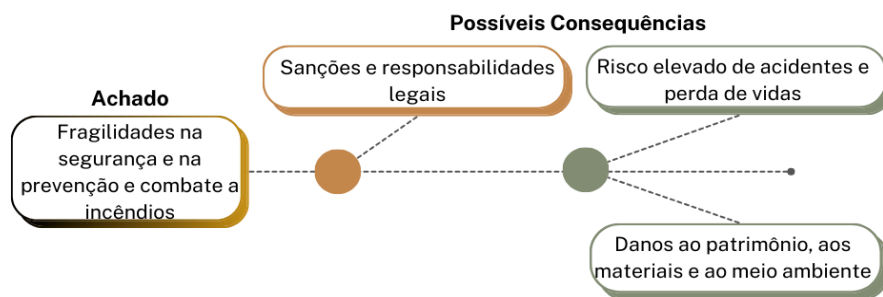 Possíveis Consequências
Achado
Fragilidades na
segurança e na
prevenção e combate a
incêndios
Sanções e responsabilidades
legais
Risco elevado de acidentes e
perda de vidas
Danos ao patrimônio, aos
materiais e ao meio ambiente